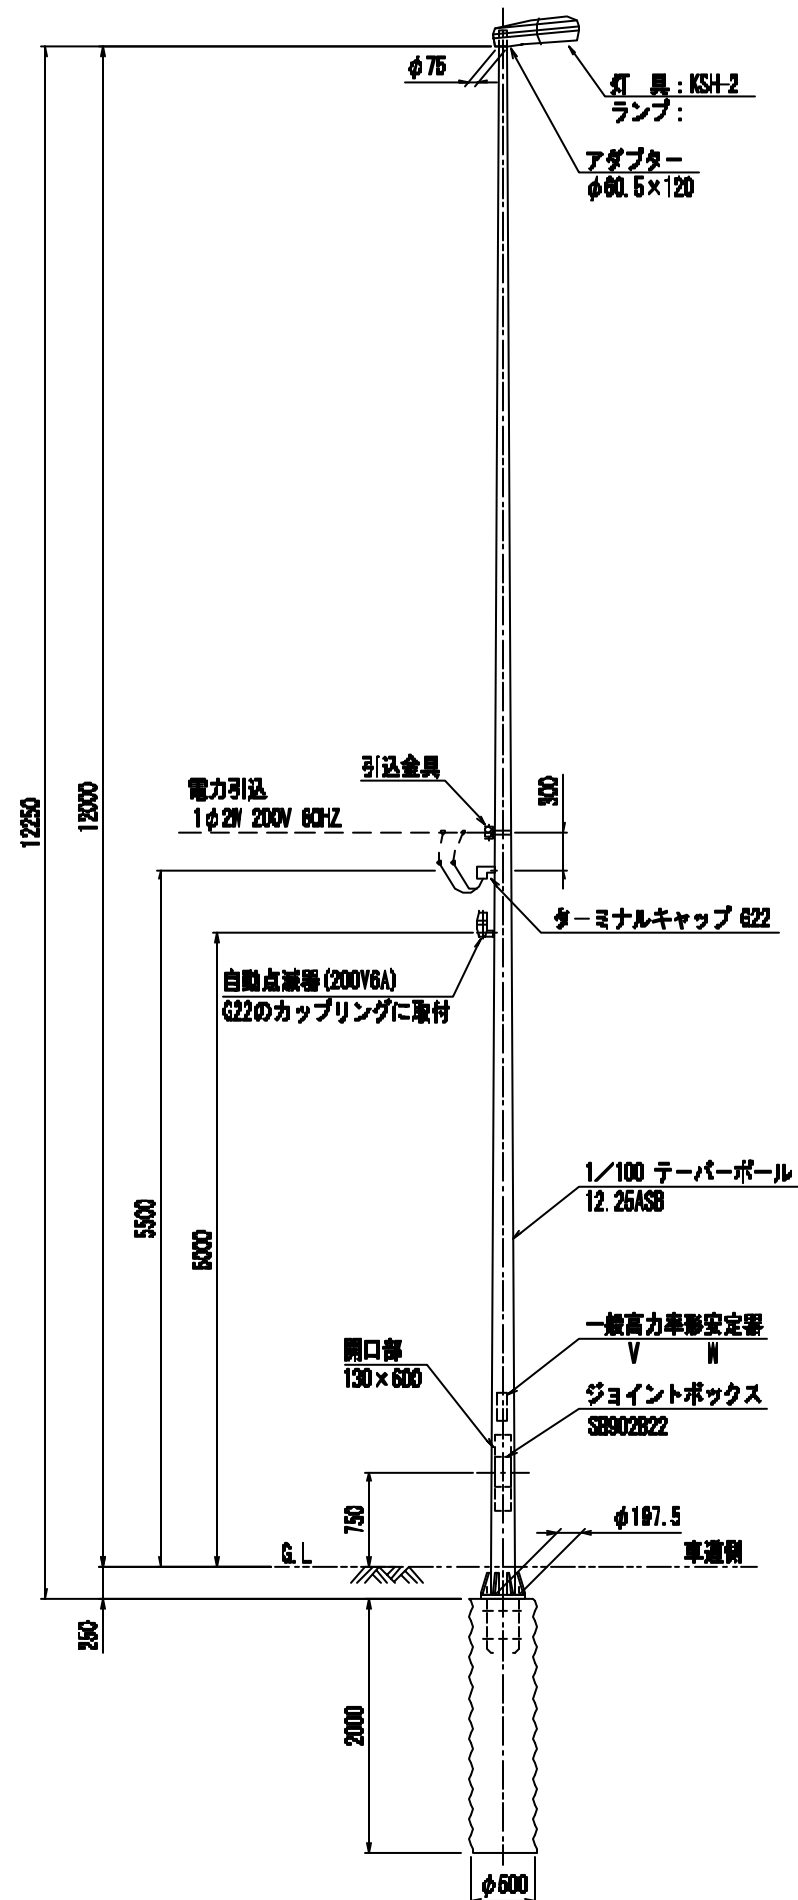 φ75
灯 具:KSH-2
ランプ:
アダプター
φ60.5×120
12250
12000
引込金具
電力引込
1φ2W 200V 60HZ
300
ターミナルキャップ G22
自動点滅器(200V6A)
G22のカップリングに取付
5500
5000
1/100 テーパーポール
12.25ASB
一般高力率形安定器
V W
開口部
130×600
ジョイントボックス
SB902B22
750
φ197.5
G.L
車道側
250
2000
φ500